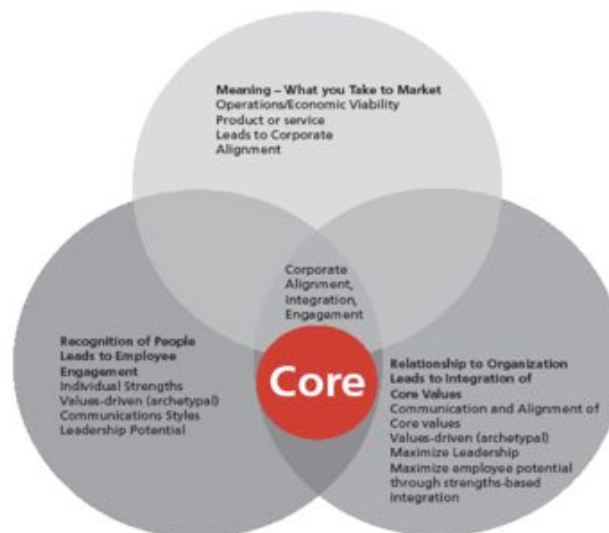 Meaning – What you Take to Market
Operations/Economic Viability
Product or service
Leads to Corporate
Alignment
Corporate
Alignment,
Integration,
Engagement
Core
Recognition of People
Leads to Employee
Engagement
Individual Strengths
Values-driven (archetypal)
Communications Styles
Leadership Potential
Relationship to Organization
Leads to Integration of
Core Values
Communication and Alignment of
Core values
Values-driven (archetypal)
Maximize Leadership
Maximize employee potential
through strengths-based
integration